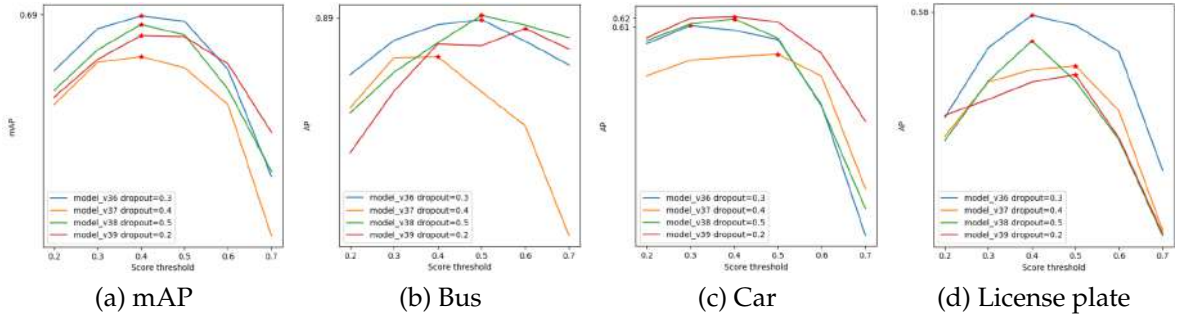 0.69
mAP
model_v36 dropout=0.3
model_v37 dropout=0.4
model_v38 dropout=0.5
model_v39 dropout=0.2
0.2 0.3 0.4 0.5 0.6 0.7
Score threshold
(a) mAP
0.89
AP
model_v36 dropout=0.3
model_v37 dropout=0.4
model_v38 dropout=0.5
model_v39 dropout=0.2
0.2 0.3 0.4 0.5 0.6 0.7
Score threshold
(b) Bus
0.62
0.61
AP
model_v36 dropout=0.3
model_v37 dropout=0.4
model_v38 dropout=0.5
model_v39 dropout=0.2
0.2 0.3 0.4 0.5 0.6 0.7
Score threshold
(c) Car
0.58
AP
model_v36 dropout=0.3
model_v37 dropout=0.4
model_v38 dropout=0.5
model_v39 dropout=0.2
0.2 0.3 0.4 0.5 0.6 0.7
Score threshold
(d) License plate